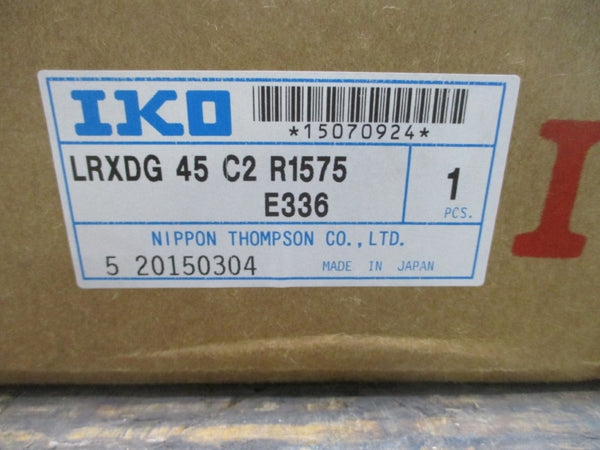 IKO
*15070924*
LRXDG 45 C2 R1575
E336
1
PCS.
NIPPON THOMPSON CO.,LTD.
5 20150304
MADE IN JAPAN
I